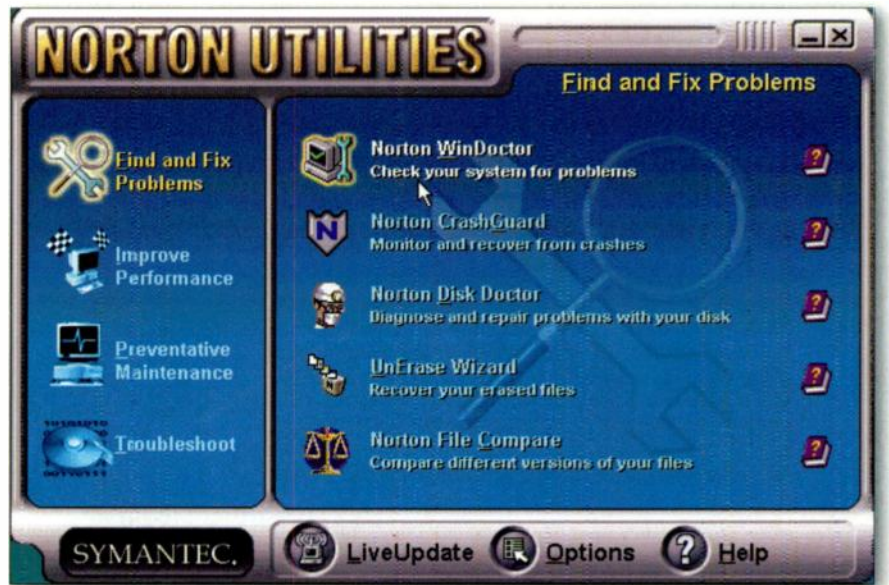 NORTON UTILITIES
Find and Fix Problems
Find and Fix
Problems
Improve
Performance
Preventative
Maintenance
Troubleshoot
Norton WinDoctor
Check your system for problems
Norton CrashGuard
Monitor and recover from crashes
Norton Disk Doctor
Diagnose and repair problems with your disk
UnErase Wizard
Recover your erased files
Norton File Compare
Compare different versions of your files
SYMANTEC.
LiveUpdate
Options
Help